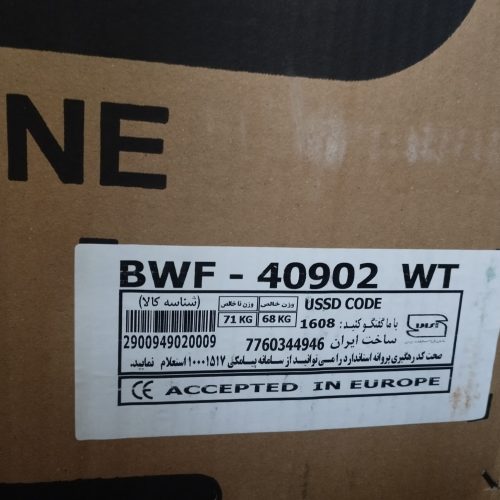 NE
BWF - 40902 WT
(شناسه کالا) وزن ناخالص وزن خالص USSD CODE
71 KG 68 KG با ما گفتگو کنید: 1608
2900949020009 7760344946 ساخت ایران
صحت کد رهگیری پروانه استاندارد را می توانید از سامانه پیامکی ۱۰۰۰۱۵۱۷ استعلام نمایید.
CE ACCEPTED IN EUROPE